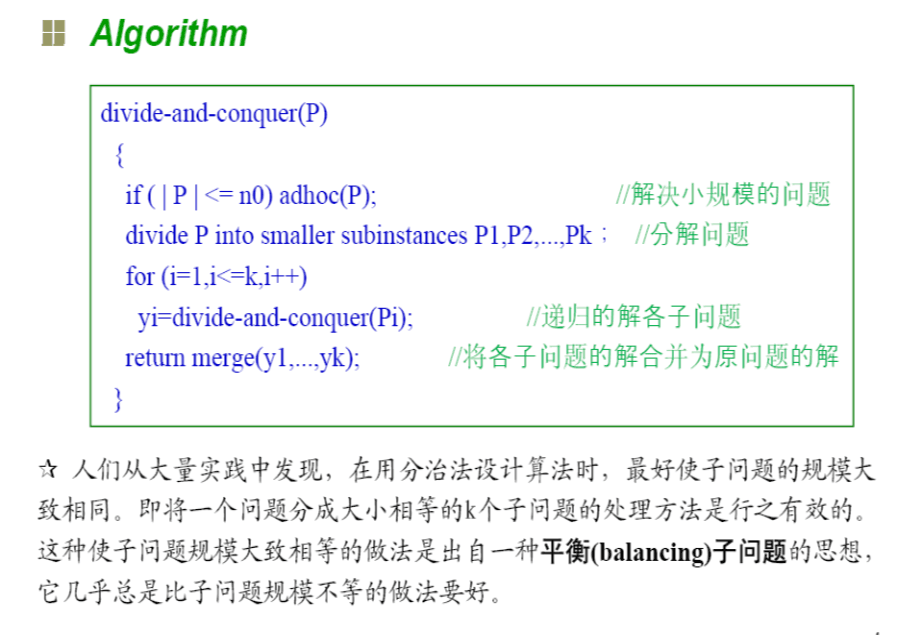 Algorithm
divide-and-conquer(P)
{
if ( | P | <= n0) adhoc(P); //解决小规模的问题
divide P into smaller subinstances P1,P2,...,Pk； //分解问题
for (i=1,i<=k,i++)
yi=divide-and-conquer(Pi); //递归的解各子问题
return merge(y1,...,yk); //将各子问题的解合并为原问题的解
}
☆ 人们从大量实践中发现，在用分治法设计算法时，最好使子问题的规模大
致相同。即将一个问题分成大小相等的k个子问题的处理方法是行之有效的。
这种使子问题规模大致相等的做法是出自一种平衡(balancing)子问题的思想，
它几乎总是比子问题规模不等的做法要好。